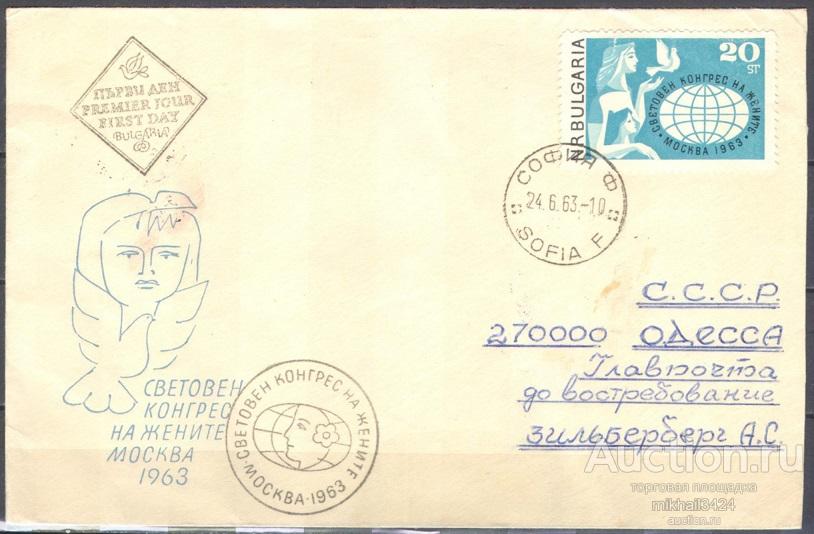 ПЪРВИ ДЕН
PREMIER JOUR
FIRST DAY
BULGARIA
NR BULGARIA
20
ST
СВЕТОВЕН КОНГРЕС НА ЖЕНИТЕ
МОСКВА 1963
СОФИЯ Ф
24.6.63.-10
SOFIA F
С.С.С.Р.
270000 ОДЕССА
Главпочта
до востребование
Зильберберг А.С.
СВЕТОВЕН
КОНГРЕС
НА ЖЕНИТЕ
МОСКВА
1963
СВЕТОВЕН КОНГРЕС НА ЖЕНИТЕ
МОСКВА·1963
Auction.ru
торговая площадка
mikhail3424
auction.ru